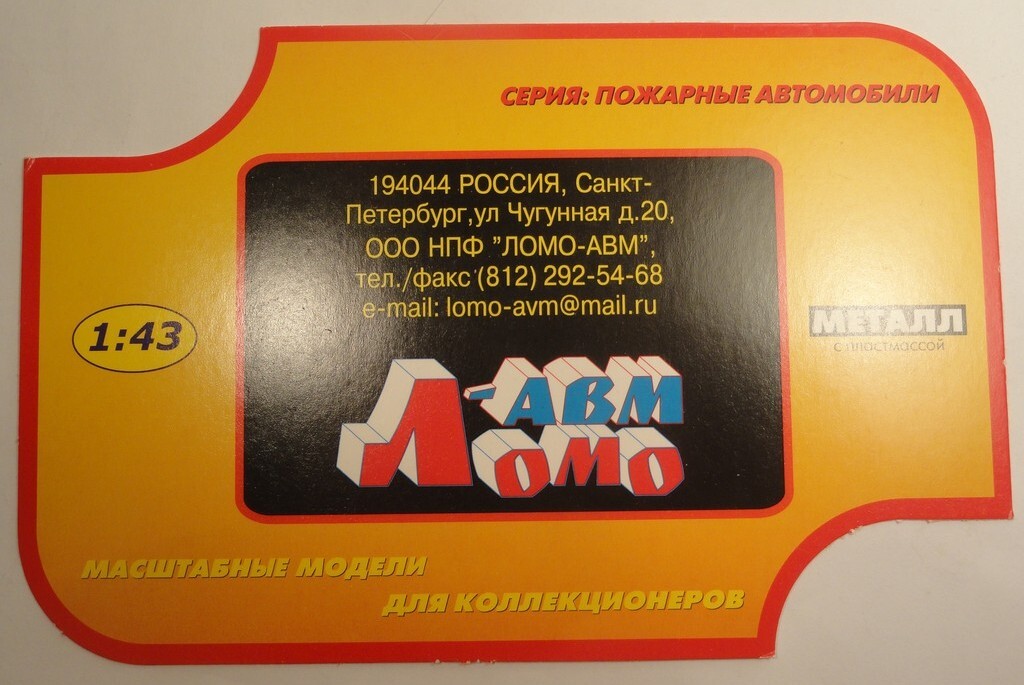 СЕРИЯ: ПОЖАРНЫЕ АВТОМОБИЛИ
194044 РОССИЯ, Санкт-
Петербург,ул Чугунная д.20,
ООО НПФ "ЛОМО-АВМ",
тел./факс (812) 292-54-68
e-mail: lomo-avm@mail.ru
1:43
МЕТАЛЛ
С ПЛАСТМАССОЙ
Л-АВМ
ЛОМО
МАСШТАБНЫЕ МОДЕЛИ
ДЛЯ КОЛЛЕКЦИОНЕРОВ